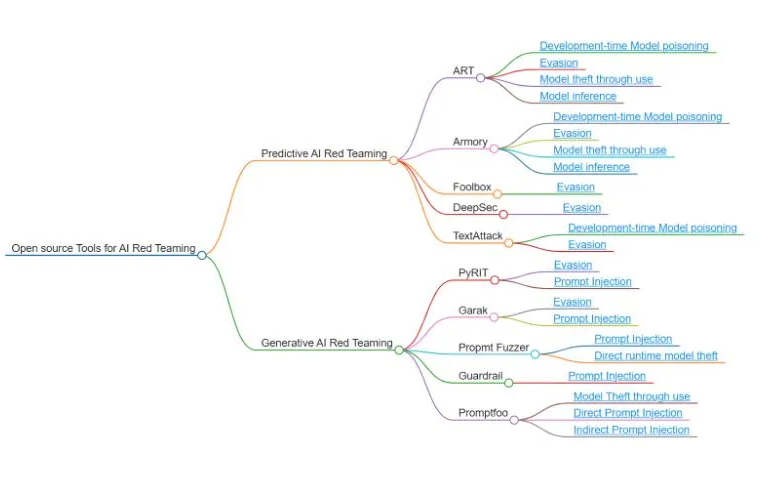 Open source Tools for AI Red Teaming
Predictive AI Red Teaming
ART
Development-time Model poisoning
Evasion
Model theft through use
Model inference
Armory
Development-time Model poisoning
Evasion
Model theft through use
Model inference
Foolbox
Evasion
DeepSec
Evasion
TextAttack
Development-time Model poisoning
Evasion
Generative AI Red Teaming
PyRIT
Evasion
Prompt Injection
Garak
Evasion
Prompt Injection
Propmt Fuzzer
Prompt Injection
Direct runtime model theft
Guardrail
Prompt Injection
Promptfoo
Model Theft through use
Direct Prompt Injection
Indirect Prompt Injection